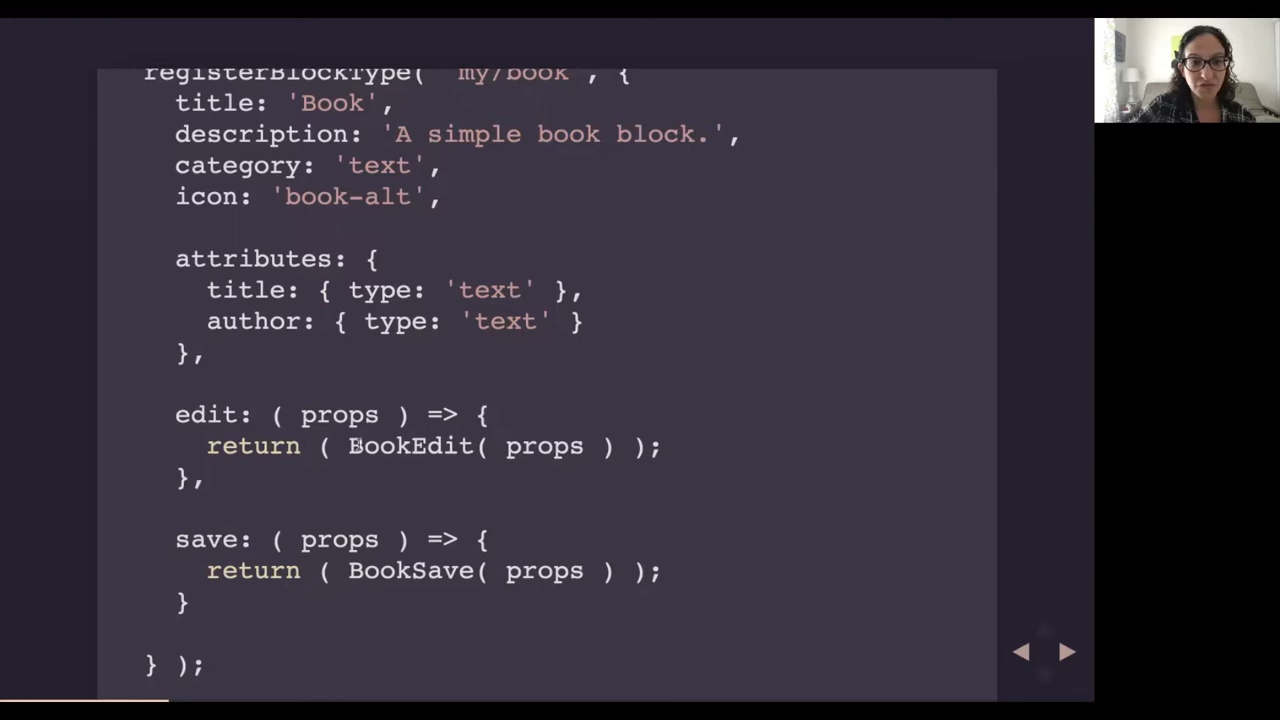 registerBlockType( 'my/book', {
title: 'Book',
description: 'A simple book block.',
category: 'text',
icon: 'book-alt',
attributes: {
title: { type: 'text' },
author: { type: 'text' }
},
edit: ( props ) => {
return ( BookEdit( props ) );
},
save: ( props ) => {
return ( BookSave( props ) );
}
} );